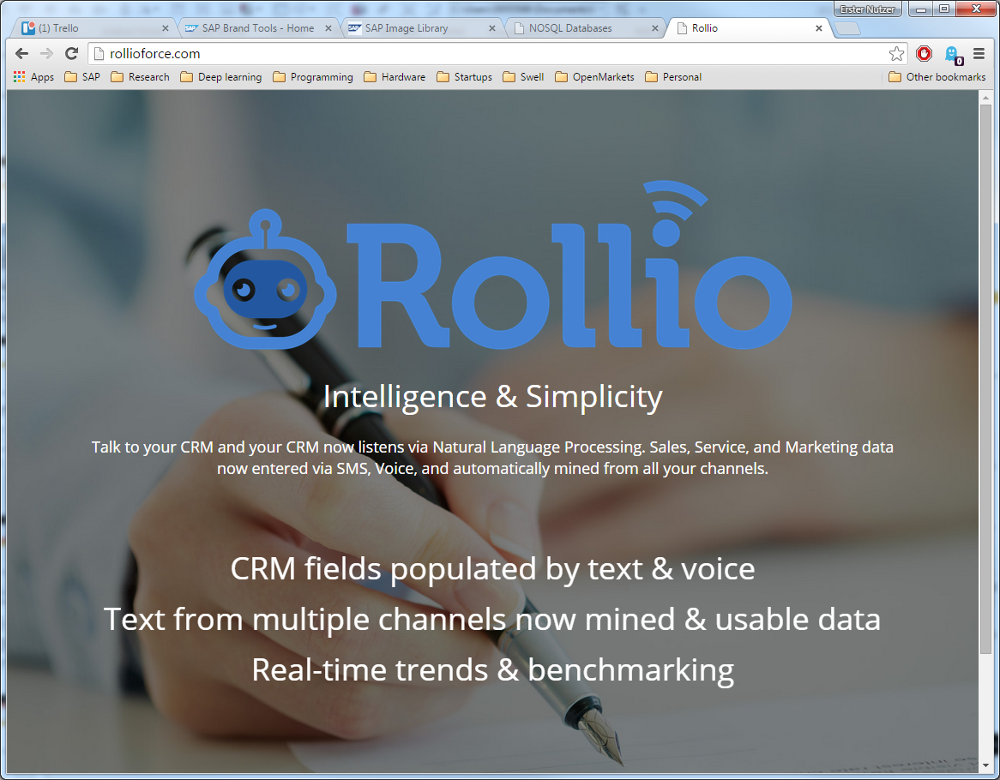 Erster Nutzer
(1) Trello
SAP Brand Tools - Home
SAP Image Library
NOSQL Databases
Rollio
rollioforce.com
0
Apps
SAP
Research
Deep learning
Programming
Hardware
Startups
Swell
OpenMarkets
Personal
Other bookmarks
Rollio
Intelligence & Simplicity
Talk to your CRM and your CRM now listens via Natural Language Processing. Sales, Service, and Marketing data
now entered via SMS, Voice, and automatically mined from all your channels.
CRM fields populated by text & voice
Text from multiple channels now mined & usable data
Real-time trends & benchmarking